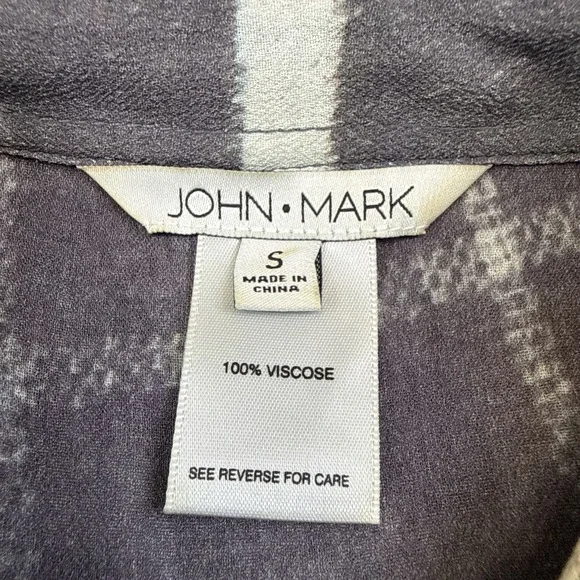 JOHN • MARK
S
MADE IN
CHINA
100% VISCOSE
SEE REVERSE FOR CARE